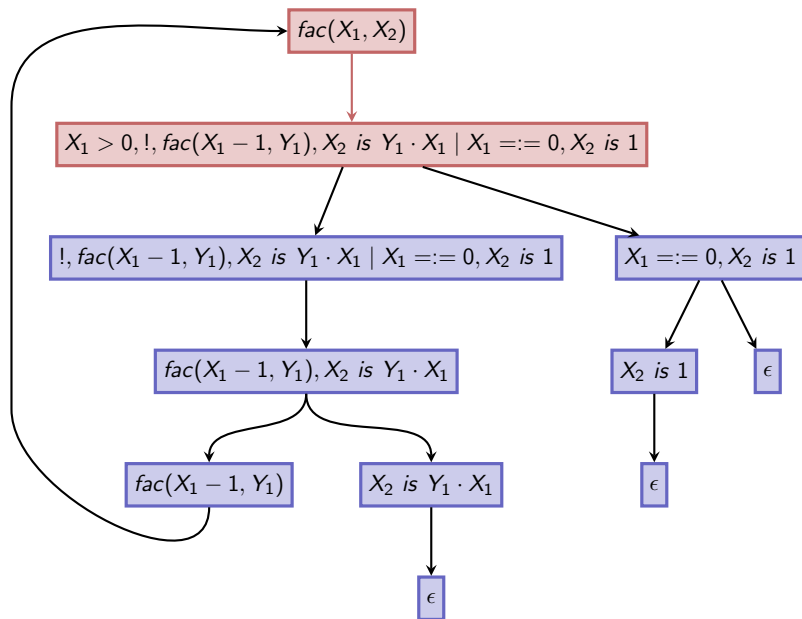 fac(X₁, X₂)
X₁ > 0, !, fac(X₁ − 1, Y₁), X₂ is Y₁ · X₁ | X₁ =:= 0, X₂ is 1
!, fac(X₁ − 1, Y₁), X₂ is Y₁ · X₁ | X₁ =:= 0, X₂ is 1
X₁ =:= 0, X₂ is 1
fac(X₁ − 1, Y₁), X₂ is Y₁ · X₁
X₂ is 1
ϵ
fac(X₁ − 1, Y₁)
X₂ is Y₁ · X₁
ϵ
ϵ